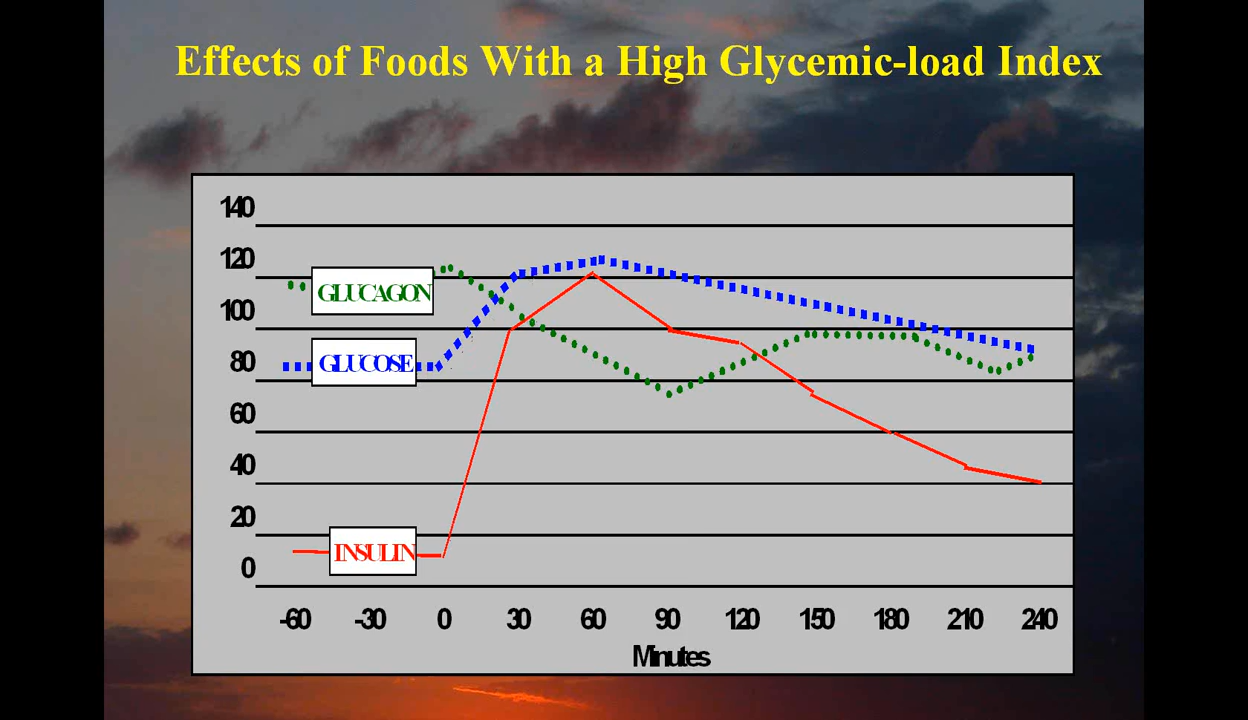 Effects of Foods With a High Glycemic-load Index
140
120
GLUCAGON
100
GLUCOSE
80
60
40
20
INSULIN
0
-60 -30 0 30 60 90 120 150 180 210 240
Minutes